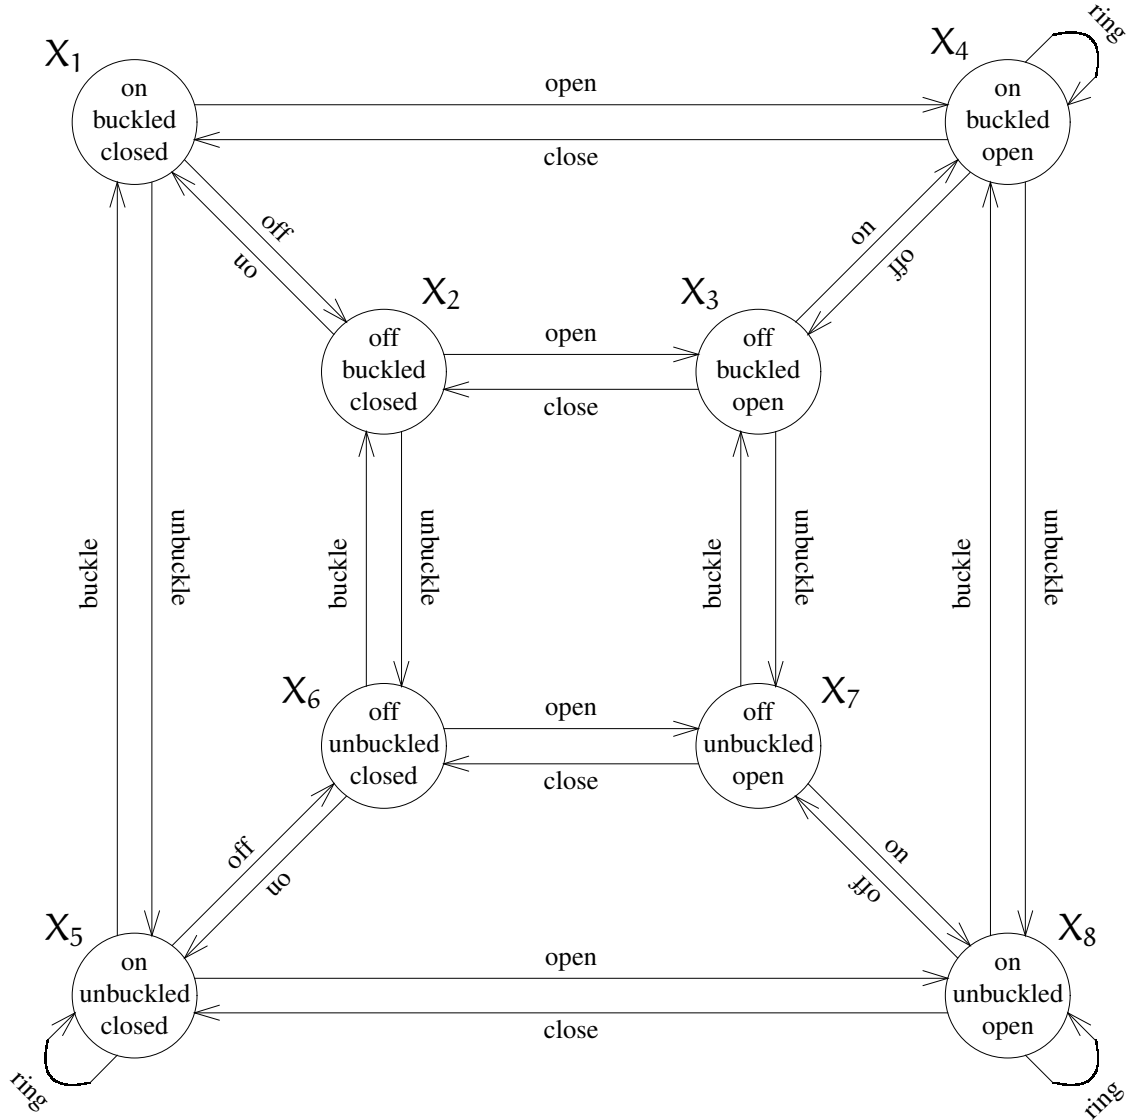 ring
X1
X4
on
buckled
closed
open
close
on
buckled
open
off
on
on
off
X2
X3
off
buckled
closed
open
close
off
buckled
open
buckle
unbuckle
buckle
unbuckle
buckle
unbuckle
buckle
unbuckle
X6
X7
off
unbuckled
closed
open
close
off
unbuckled
open
off
on
on
off
X5
X8
on
unbuckled
closed
open
close
on
unbuckled
open
ring
ring